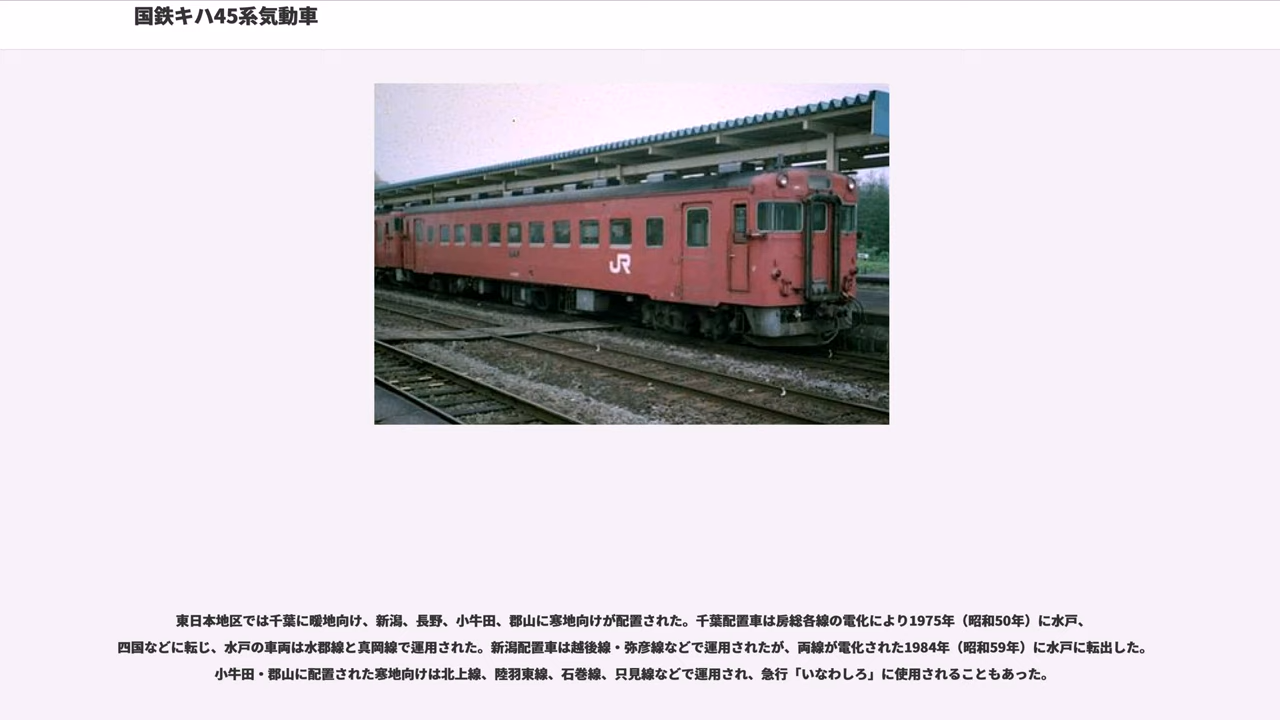 国鉄キハ45系気動車
JR
東日本地区では千葉に暖地向け、新潟、長野、小牛田、郡山に寒地向けが配置された。千葉配置車は房総各線の電化により1975年（昭和50年）に水戸、
四国などに転じ、水戸の車両は水郡線と真岡線で運用された。新潟配置車は越後線・弥彦線などで運用されたが、両線が電化された1984年（昭和59年）に水戸に転出した。
小牛田・郡山に配置された寒地向けは北上線、陸羽東線、石巻線、只見線などで運用され、急行「いなわしろ」に使用されることもあった。